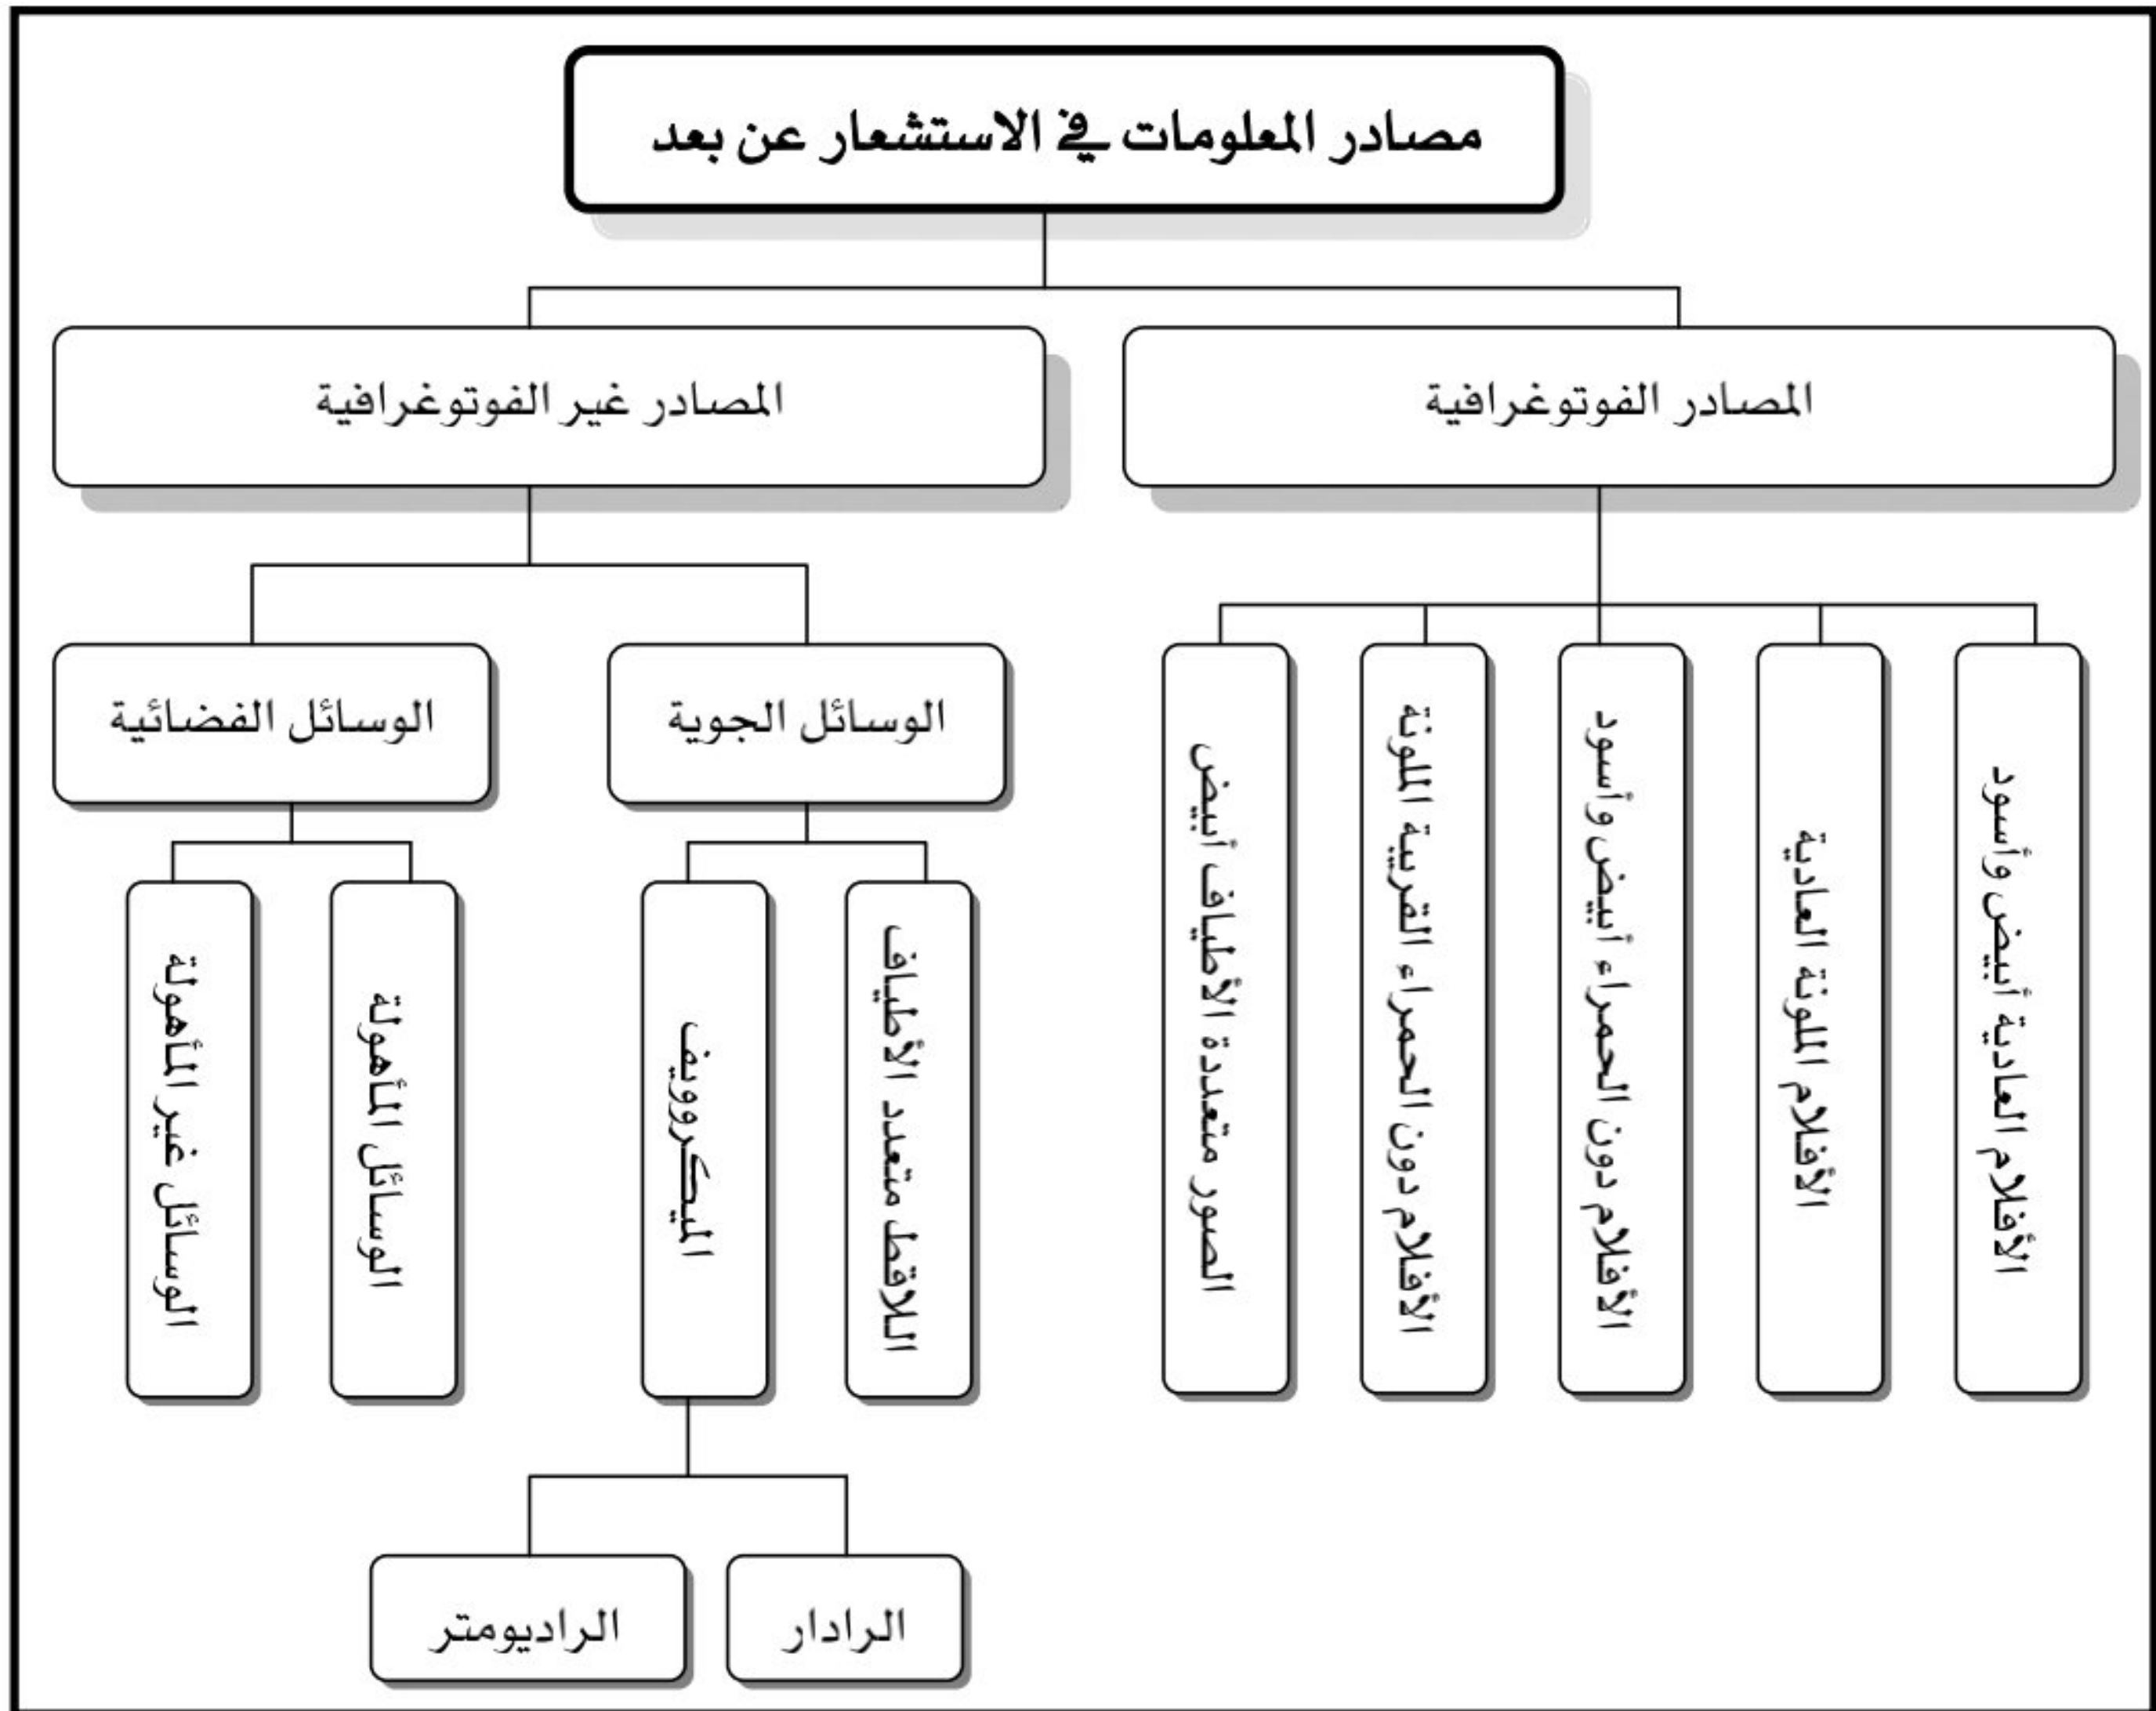 مصادر المعلومات في الاستشعار عن بعد
المصادر الفوتوغرافية
المصادر غير الفوتوغرافية
الأفلام العادية أبيض وأسود
الأفلام الملونة العادية
الأفلام دون الحمراء أبيض وأسود
الأفلام دون الحمراء القريبة الملونة
الصور متعددة الأطياف أبيض
الوسائل الجوية
الوسائل الفضائية
اللاقط متعدد الأطياف
الميكروويف
الوسائل المأهولة
الوسائل غير المأهولة
الرادار
الراديومتر